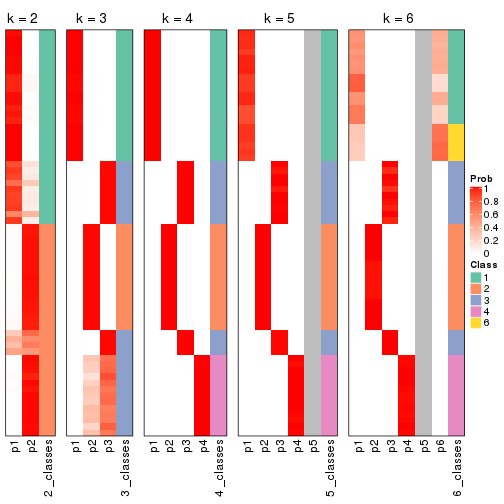 k = 2
k = 3
k = 4
k = 5
k = 6
Prob
1
0.8
0.6
0.4
0.2
0
Class
1
2
3
4
6
p1
p2
2_classes
p1
p2
p3
3_classes
p1
p2
p3
p4
4_classes
p1
p2
p3
p4
p5
5_classes
p1
p2
p3
p4
p5
p6
6_classes